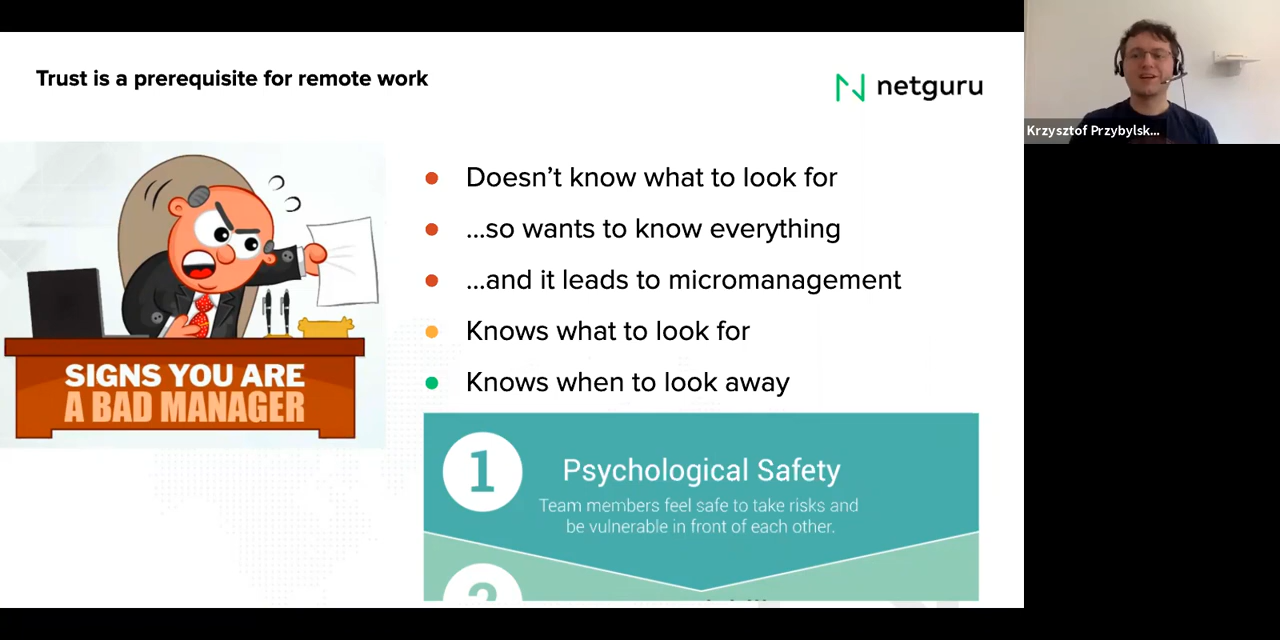 Trust is a prerequisite for remote work
netguru
Krzysztof Przybylsk...
Doesn’t know what to look for
...so wants to know everything
...and it leads to micromanagement
Knows what to look for
Knows when to look away
SIGNS YOU ARE
A BAD MANAGER
1
Psychological Safety
Team members feel safe to take risks and
be vulnerable in front of each other.
2